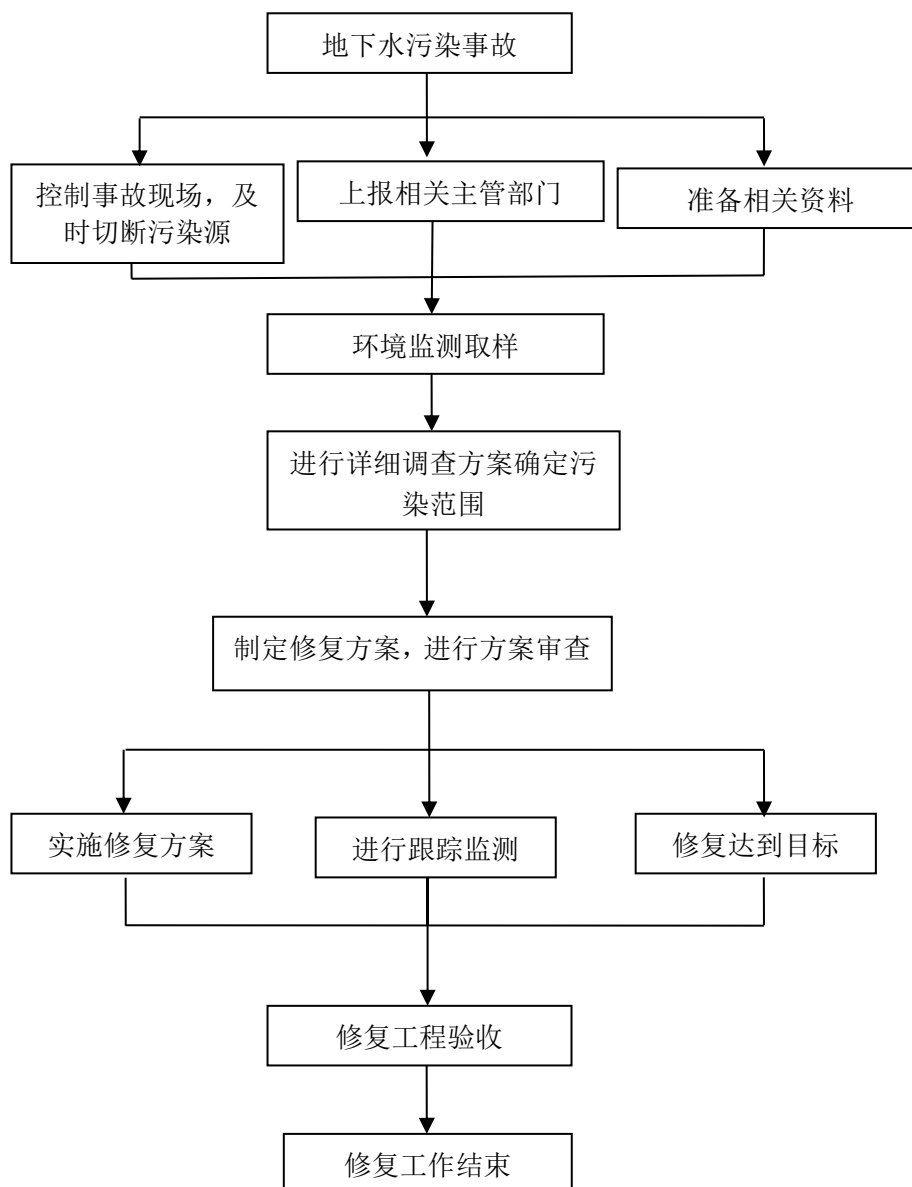 地下水污染事故
控制事故现场，及
时切断污染源
上报相关主管部门
准备相关资料
环境监测取样
进行详细调查方案确定污
染范围
制定修复方案，进行方案审查
实施修复方案
进行跟踪监测
修复达到目标
修复工程验收
修复工作结束